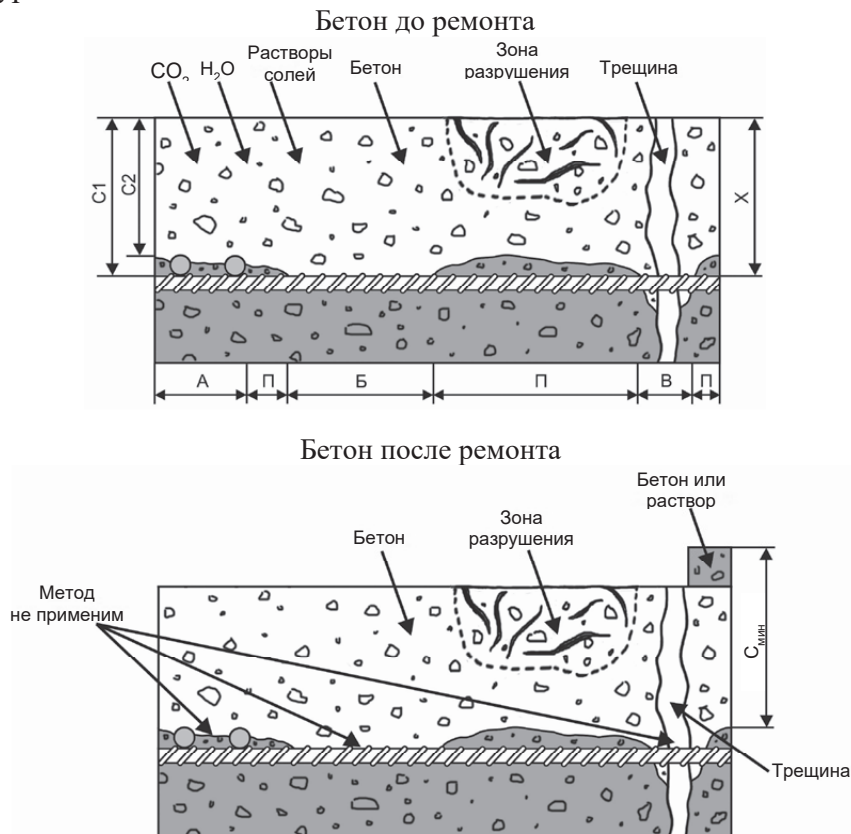 Бетон до ремонта
CO₂
H₂O
Растворы
солей
Бетон
Зона
разрушения
Трещина
C1
C2
X
А
П
Б
П
В
П
Бетон после ремонта
Бетон или
раствор
Зона
разрушения
Бетон
Метод
не применим
Cмин
Трещина